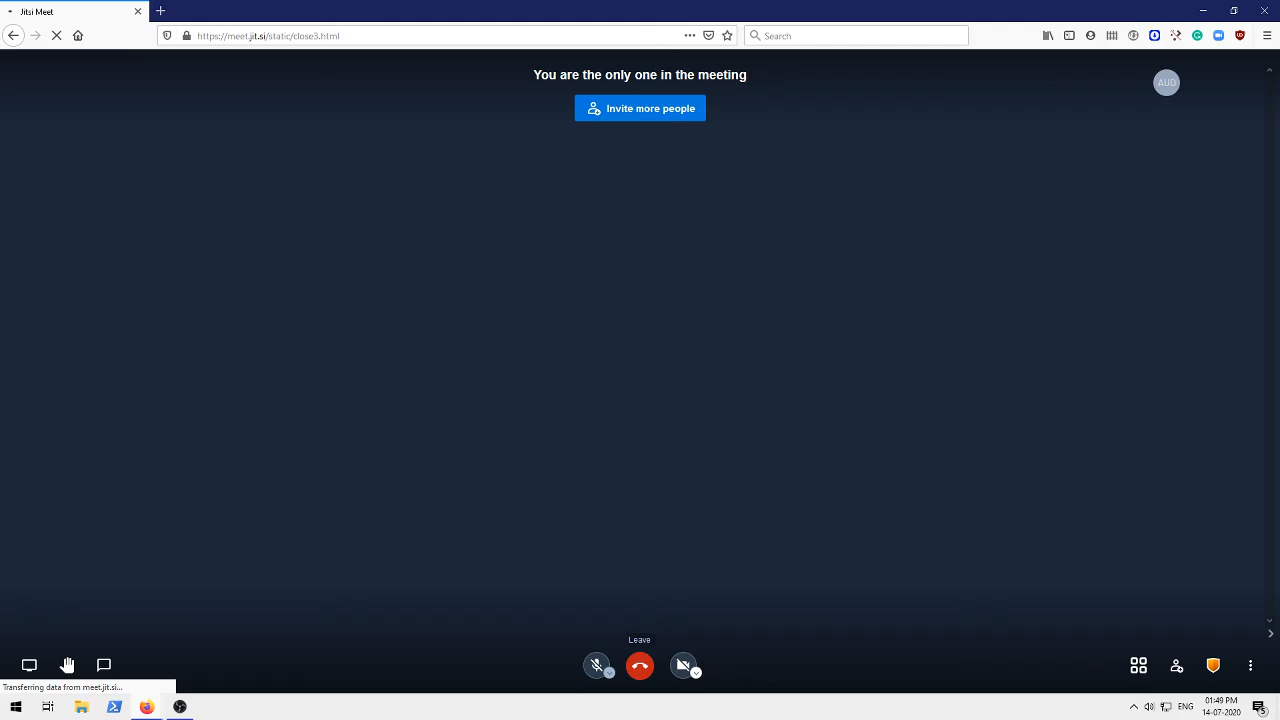 Jitsi Meet
https://meet.jit.si/static/close3.html
Search
You are the only one in the meeting
AUD
Invite more people
Leave
Transferring data from meet.jit.si...
ENG
01:49 PM
14-07-2020
5